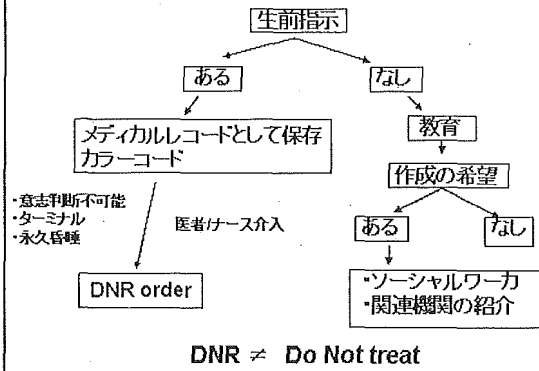 生前指示
ある
なし
メディカルレコードとして保存
カラーコード
教育
作成の希望
・意志判断不可能
・ターミナル
・永久昏睡
医者/ナース介入
ある
なし
DNR order
・ソーシャルワーカ
・関連機関の紹介
DNR ≠ Do Not treat